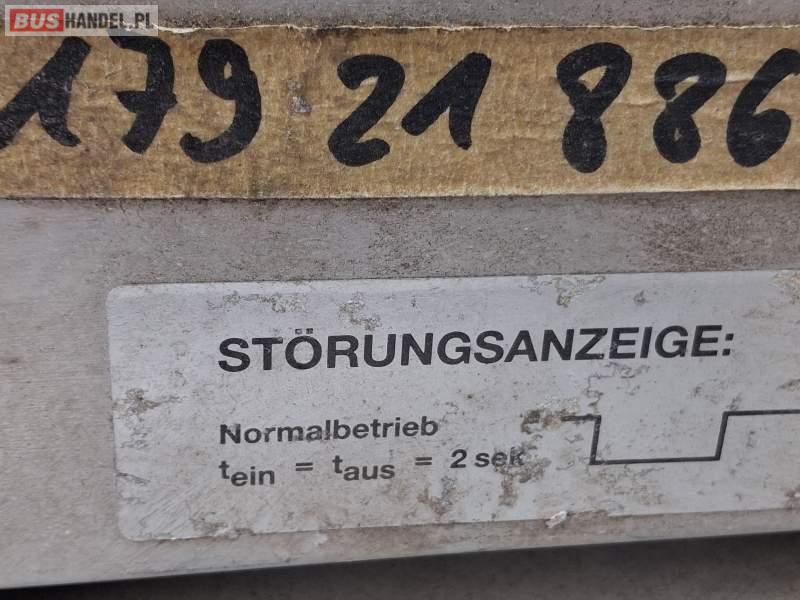 BUSHANDEL.PL
179 21 886
STÖRUNGSANZEIGE:
Normalbetrieb
tein = taus = 2 sek